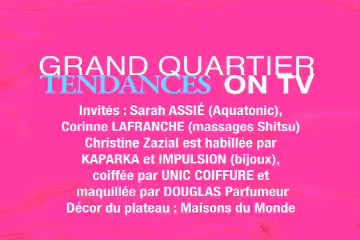 GRAND QUARTIER
TENDANCES ON TV
Invités : Sarah ASSIÉ (Aquatonic),
Corinne LAFRANCHE (massages Shitsu)
Christine Zazial est habillée par
KAPARKA et IMPULSION (bijoux),
coiffée par UNIC COIFFURE et
maquillée par DOUGLAS Parfumeur
Décor du plateau : Maisons du Monde